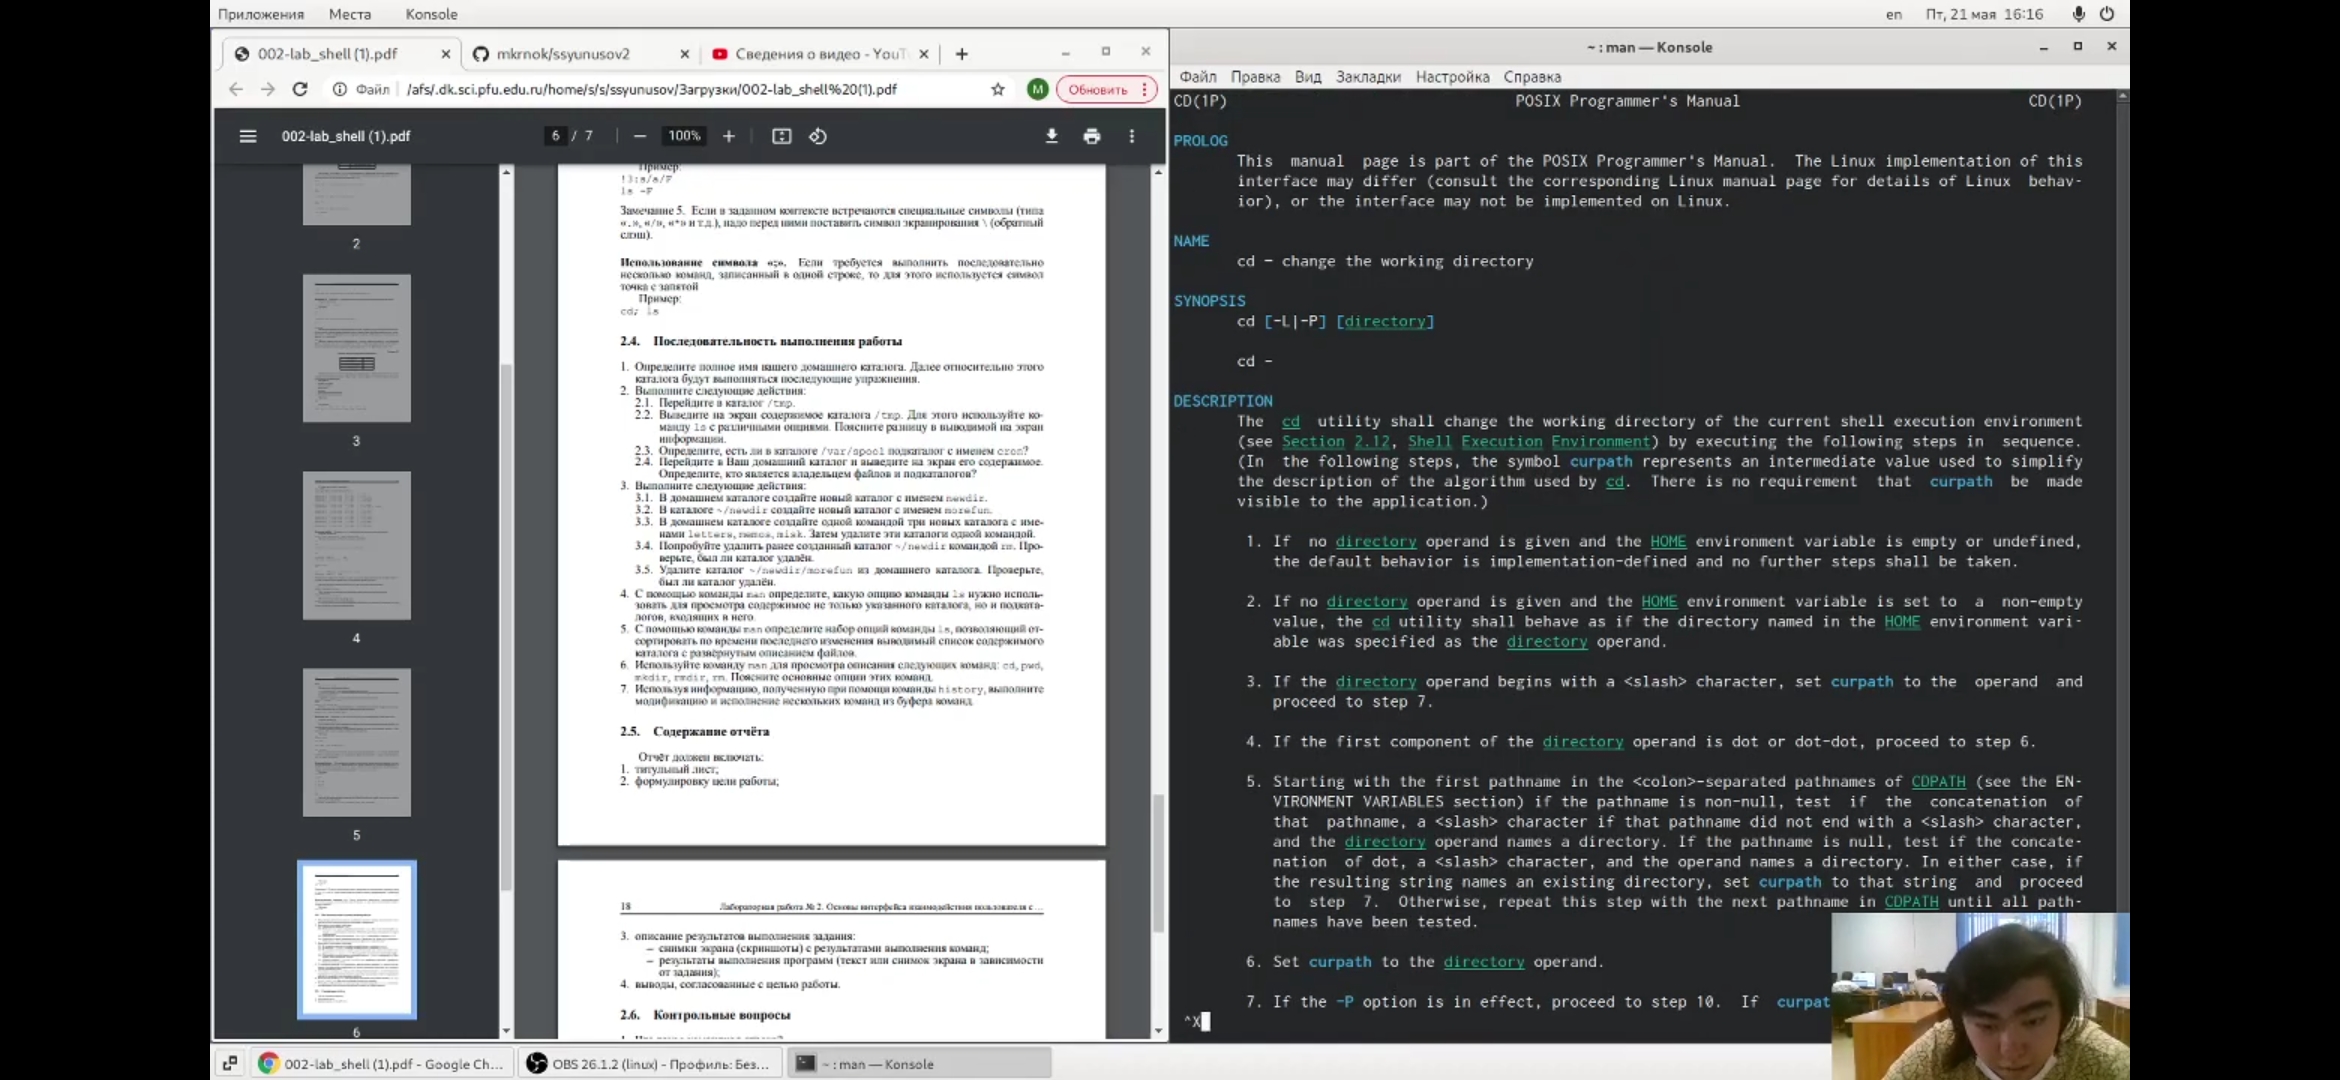 Приложения Места Konsole
en Пт, 21 мая 16:16
002-lab_shell (1).pdf
mkrnok/ssyunusov2
Сведения о видео - YouT
Файл /afs/.dk.sci.pfu.edu.ru/home/s/s/ssyunusov/Загрузки/002-lab_shell%20(1).pdf
M Обновить
002-lab_shell (1).pdf
6 / 7
100%
2
3
4
5
6
Пример:
!3:s/a/F
ls -F
Замечание 5. Если в заданном контексте встречаются специальные символы (типа
«.», «/», «*» и т.д.), надо перед ними поставить символ экранирования \ (обратный
слэш).
Использование символа «;». Если требуется выполнить последовательно
несколько команд, записанный в одной строке, то для этого используется символ
точка с запятой
Пример:
cd; ls
2.4. Последовательность выполнения работы
1. Определите полное имя вашего домашнего каталога. Далее относительно этого
каталога будут выполняться последующие упражнения.
2. Выполните следующие действия:
2.1. Перейдите в каталог /tmp.
2.2. Выведите на экран содержимое каталога /tmp. Для этого используйте ко-
манду ls с различными опциями. Поясните разницу в выводимой на экран
информации.
2.3. Определите, есть ли в каталоге /var/spool подкаталог с именем cron?
2.4. Перейдите в Ваш домашний каталог и выведите на экран его содержимое.
Определите, кто является владельцем файлов и подкаталогов?
3. Выполните следующие действия:
3.1. В домашнем каталоге создайте новый каталог с именем newdir.
3.2. В каталоге ~/newdir создайте новый каталог с именем morefun.
3.3. В домашнем каталоге создайте одной командой три новых каталога с име-
нами letters, memos, misk. Затем удалите эти каталоги одной командой.
3.4. Попробуйте удалить ранее созданный каталог ~/newdir командой rm. Про-
верьте, был ли каталог удалён.
3.5. Удалите каталог ~/newdir/morefun из домашнего каталога. Проверьте,
был ли каталог удалён.
4. С помощью команды man определите, какую опцию команды ls нужно исполь-
зовать для просмотра содержимое не только указанного каталога, но и подката-
логов, входящих в него.
5. С помощью команды man определите набор опций команды ls, позволяющий от-
сортировать по времени последнего изменения выводимый список содержимого
каталога с развёрнутым описанием файлов.
6. Используйте команду man для просмотра описания следующих команд: cd, pwd,
mkdir, rmdir, rm. Поясните основные опции этих команд.
7. Используя информацию, полученную при помощи команды history, выполните
модификацию и исполнение нескольких команд из буфера команд.
2.5. Содержание отчёта
Отчёт должен включать:
1. титульный лист;
2. формулировку цели работы;
18 Лабораторная работа № 2. Основы интерфейса взаимодействия пользователя с ...
3. описание результатов выполнения задания:
– снимки экрана (скриншоты) с результатами выполнения команд;
– результаты выполнения программ (текст или снимок экрана в зависимости
от задания);
4. выводы, согласованные с целью работы.
2.6. Контрольные вопросы
~ : man — Konsole
Файл Правка Вид Закладки Настройка Справка
CD(1P) POSIX Programmer's Manual CD(1P)
PROLOG
This manual page is part of the POSIX Programmer's Manual. The Linux implementation of this
interface may differ (consult the corresponding Linux manual page for details of Linux behav-
ior), or the interface may not be implemented on Linux.
NAME
cd - change the working directory
SYNOPSIS
cd [-L|-P] [directory]
cd -
DESCRIPTION
The cd utility shall change the working directory of the current shell execution environment
(see Section 2.12, Shell Execution Environment) by executing the following steps in sequence.
(In the following steps, the symbol curpath represents an intermediate value used to simplify
the description of the algorithm used by cd. There is no requirement that curpath be made
visible to the application.)
1. If no directory operand is given and the HOME environment variable is empty or undefined,
the default behavior is implementation-defined and no further steps shall be taken.
2. If no directory operand is given and the HOME environment variable is set to a non-empty
value, the cd utility shall behave as if the directory named in the HOME environment vari-
able was specified as the directory operand.
3. If the directory operand begins with a <slash> character, set curpath to the operand and
proceed to step 7.
4. If the first component of the directory operand is dot or dot-dot, proceed to step 6.
5. Starting with the first pathname in the <colon>-separated pathnames of CDPATH (see the EN-
VIRONMENT VARIABLES section) if the pathname is non-null, test if the concatenation of
that pathname, a <slash> character if that pathname did not end with a <slash> character,
and the directory operand names a directory. If the pathname is null, test if the concate-
nation of dot, a <slash> character, and the operand names a directory. In either case, if
the resulting string names an existing directory, set curpath to that string and proceed
to step 7. Otherwise, repeat this step with the next pathname in CDPATH until all path-
names have been tested.
6. Set curpath to the directory operand.
7. If the -P option is in effect, proceed to step 10. If curpat
^X
002-lab_shell (1).pdf - Google Ch...
OBS 26.1.2 (linux) - Профиль: Без...
~ : man — Konsole